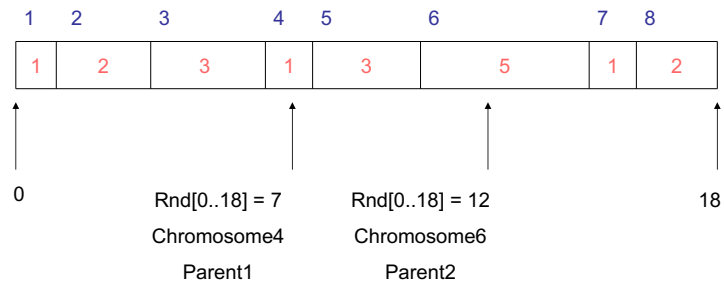 1 2 3 4 5 6 7 8
1 2 3 1 3 5 1 2
0 18
Rnd[0..18] = 7 Rnd[0..18] = 12
Chromosome4 Chromosome6
Parent1 Parent2